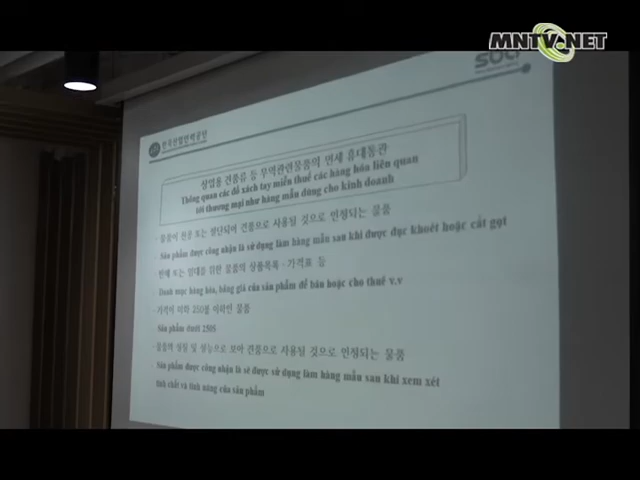 MNTV.NET
한국산업인력공단
상업용 견품류 등 무역관련물품의 면세 휴대통관
Thông quan các đồ xách tay miễn thuế các hàng hóa liên quan
tới thương mại như hàng mẫu dùng cho kinh doanh
· 물품이 천공 또는 절단되어 견품으로 사용될 것으로 인정되는 물품
Sản phẩm được công nhận là sử dụng làm hàng mẫu sau khi được đục khoét hoặc cắt gọt
· 판매 또는 임대를 위한 물품의 상품목록 · 가격표 등
Danh mục hàng hóa, bảng giá của sản phẩm để bán hoặc cho thuê v.v
· 가격이 미화 250불 이하인 물품
Sản phẩm dưới 250$
· 물품의 성질 및 성능으로 보아 견품으로 사용될 것으로 인정되는 물품
Sản phẩm được công nhận là sẽ được sử dụng làm hàng mẫu sau khi xem xét
tính chất và tính năng của sản phẩm